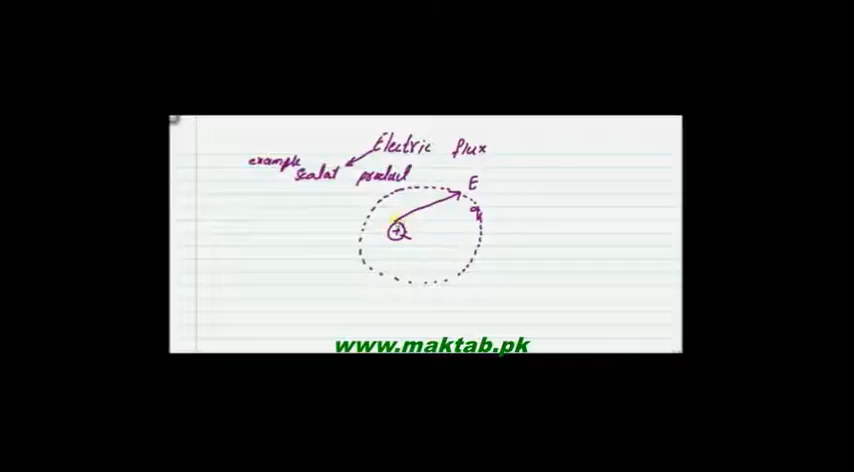 Electric flux
example
scalar product
E
q
+
www.maktab.pk